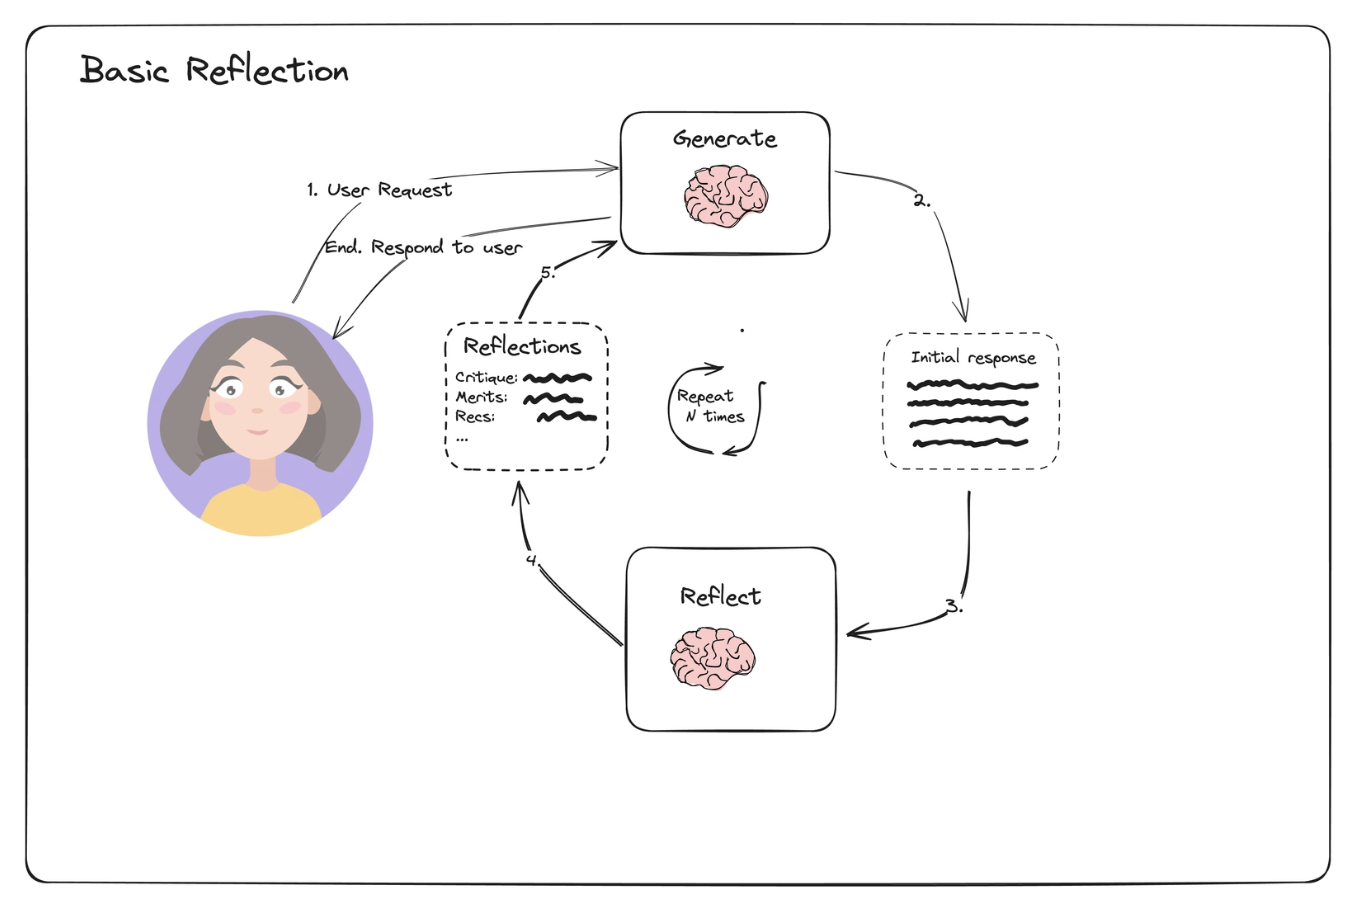 Basic Reflection
Generate
1. User Request
2.
End. Respond to user
5.
Reflections
Critique:
Merits:
Recs:
...
Repeat
N times
Initial response
4.
3.
Reflect